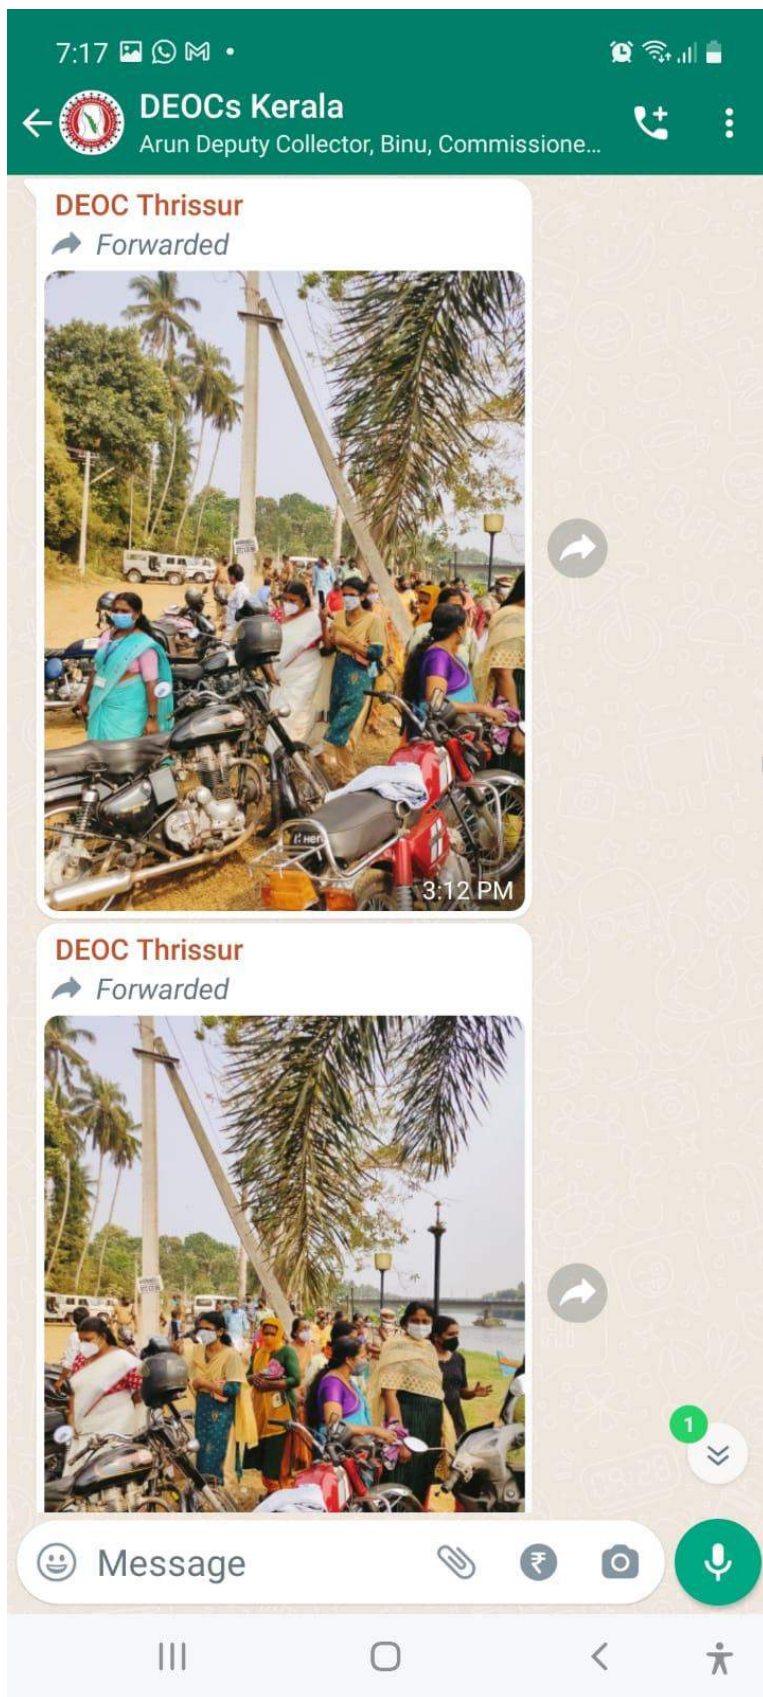 7:17
DEOCs Kerala
Arun Deputy Collector, Binu, Commissione...
DEOC Thrissur
Forwarded
Hero
3:12 PM
DEOC Thrissur
Forwarded
1
Message